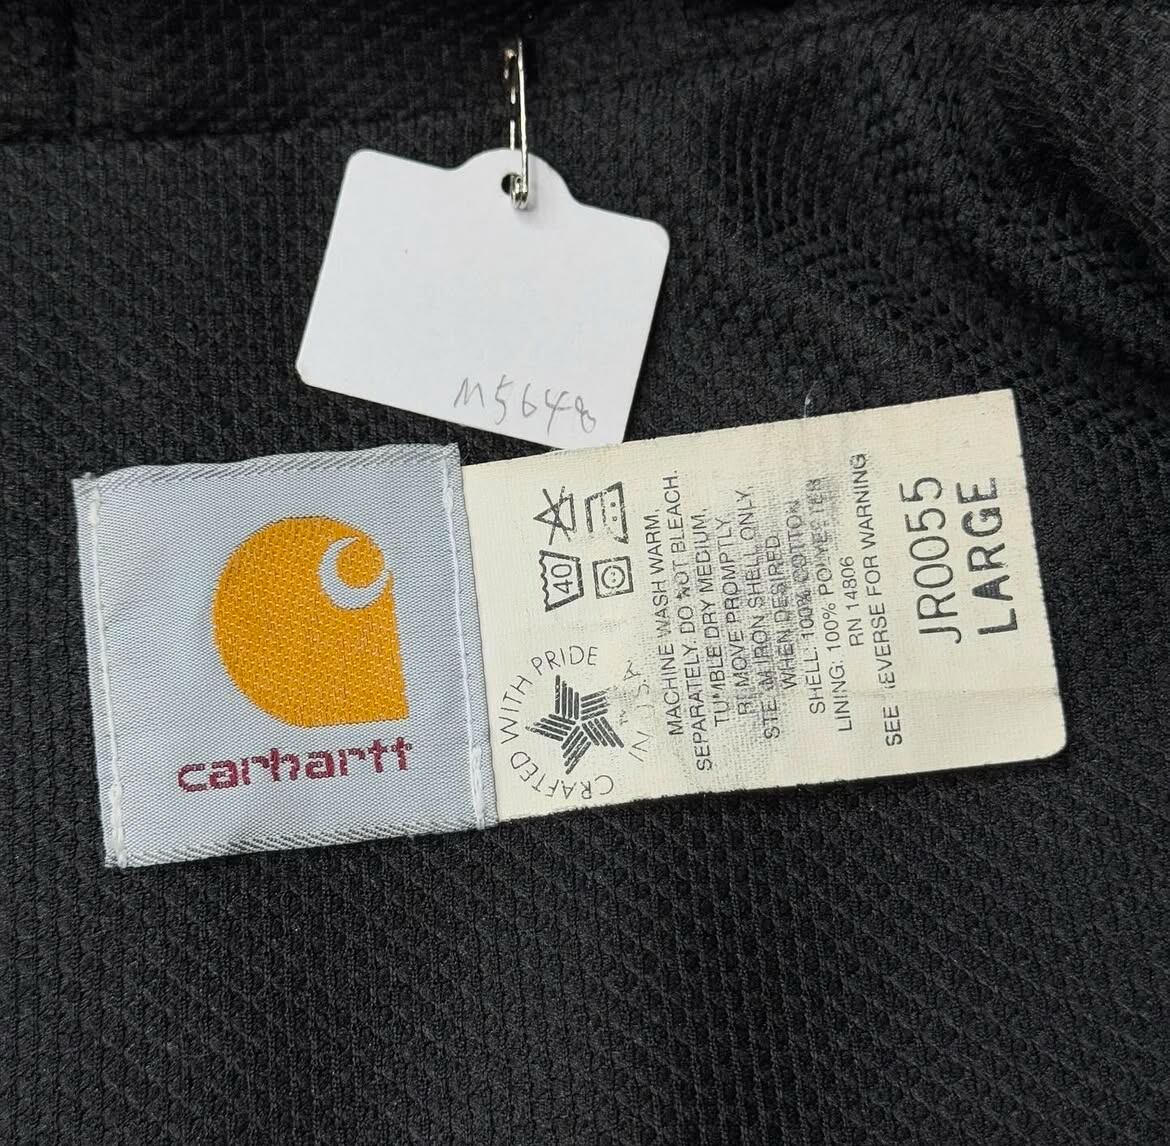 M5648
carhartt
40
CRAFTED WITH PRIDE
IN U.S.A.
MACHINE WASH WARM,
SEPARATELY. DO NOT BLEACH.
TUMBLE DRY MEDIUM,
REMOVE PROMPTLY.
STEAM IRON SHELL ONLY,
WHEN DESIRED.
SHELL: 100% COTTON
LINING: 100% POLYESTER
RN 14806
SEE REVERSE FOR WARNING
JR0055
LARGE